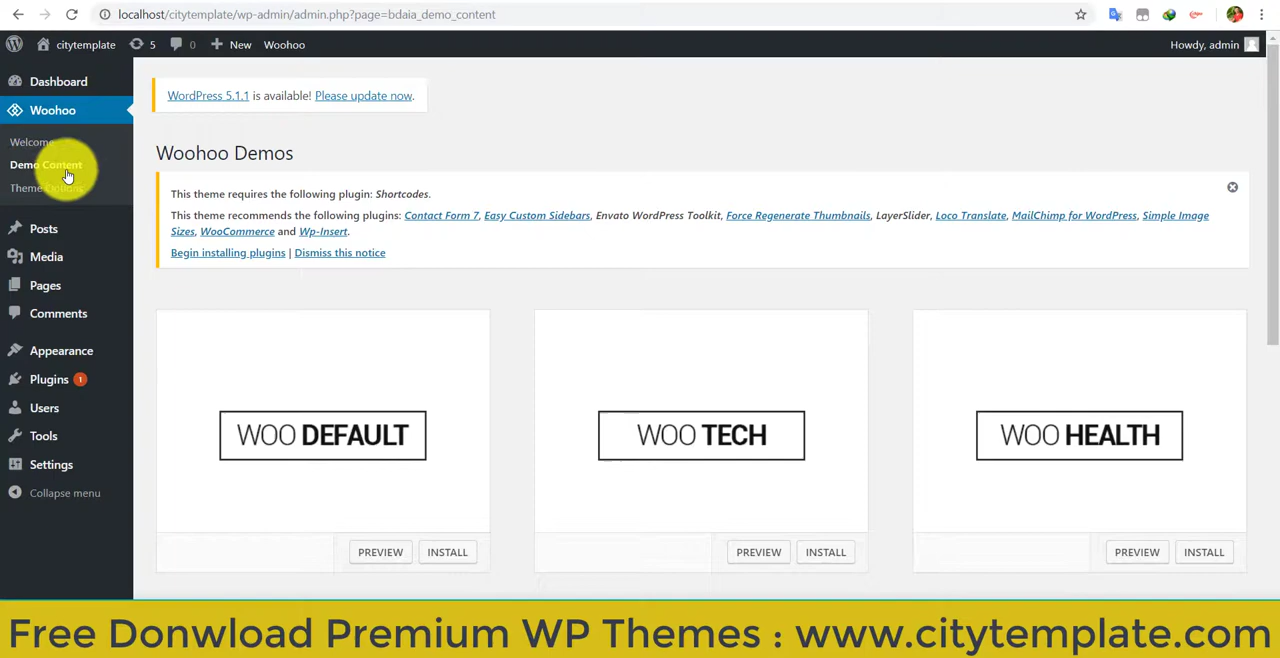 localhost/citytemplate/wp-admin/admin.php?page=bdaia_demo_content
citytemplate 5 0 New Woohoo Howdy, admin
Dashboard
Woohoo
Welcome
Demo Content
Theme Options
Posts
Media
Pages
Comments
Appearance
Plugins 1
Users
Tools
Settings
Collapse menu
WordPress 5.1.1 is available! Please update now.
Woohoo Demos
This theme requires the following plugin: Shortcodes.
This theme recommends the following plugins: Contact Form 7, Easy Custom Sidebars, Envato WordPress Toolkit, Force Regenerate Thumbnails, LayerSlider, Loco Translate, MailChimp for WordPress, Simple Image
Sizes, WooCommerce and Wp-Insert.
Begin installing plugins | Dismiss this notice
WOO DEFAULT
PREVIEW INSTALL
WOO TECH
PREVIEW INSTALL
WOO HEALTH
PREVIEW INSTALL
Free Donwload Premium WP Themes : www.citytemplate.com